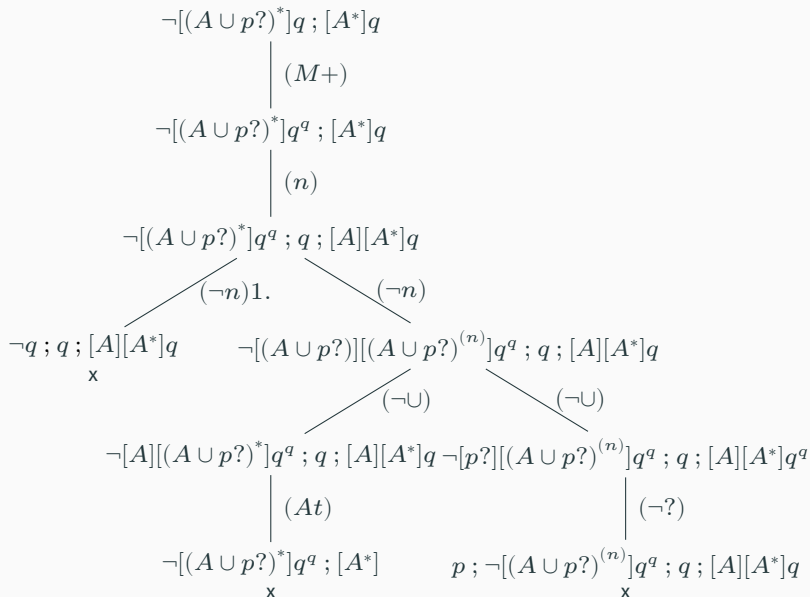 ¬[(A ∪ p?)*]q ; [A*]q
(M+)
¬[(A ∪ p?)*]q^q ; [A*]q
(n)
¬[(A ∪ p?)*]q^q ; q ; [A][A*]q
(¬n)1. (¬n)
¬q ; q ; [A][A*]q ¬[(A ∪ p?)][(A ∪ p?)^(n)]q^q ; q ; [A][A*]q
x
(¬∪) (¬∪)
¬[A][(A ∪ p?)*]q^q ; q ; [A][A*]q ¬[p?][(A ∪ p?)^(n)]q^q ; q ; [A][A*]q^q
(At) (¬?)
¬[(A ∪ p?)*]q^q ; [A*] p ; ¬[(A ∪ p?)^(n)]q^q ; q ; [A][A*]q
x x